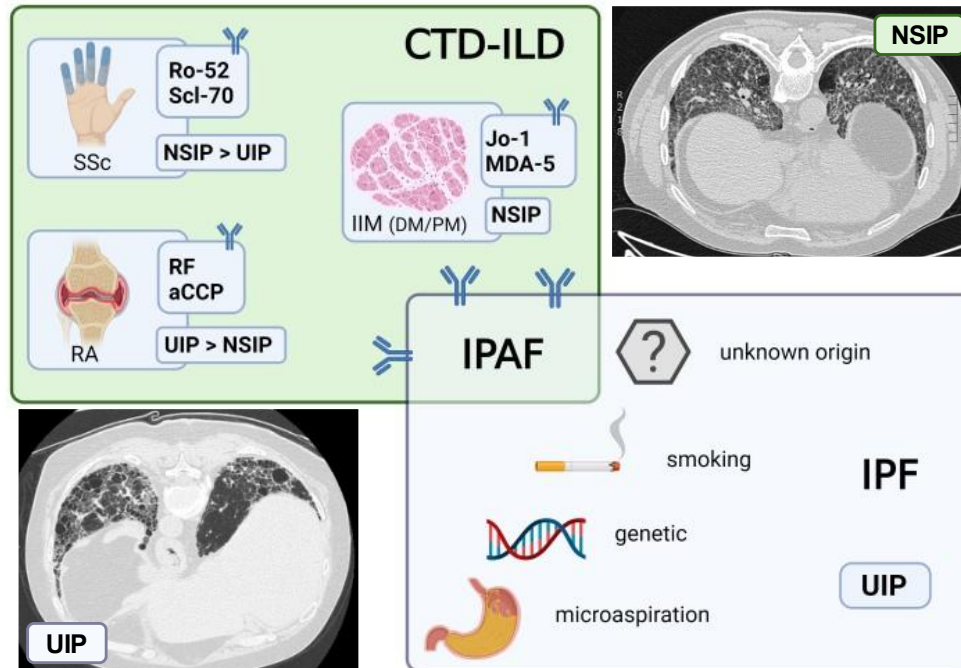 CTD-ILD
NSIP
Ro-52
Scl-70
SSc
NSIP > UIP
Jo-1
MDA-5
IIM (DM/PM)
NSIP
RF
aCCP
RA
UIP > NSIP
IPAF
?
unknown origin
smoking
IPF
genetic
UIP
microaspiration
UIP